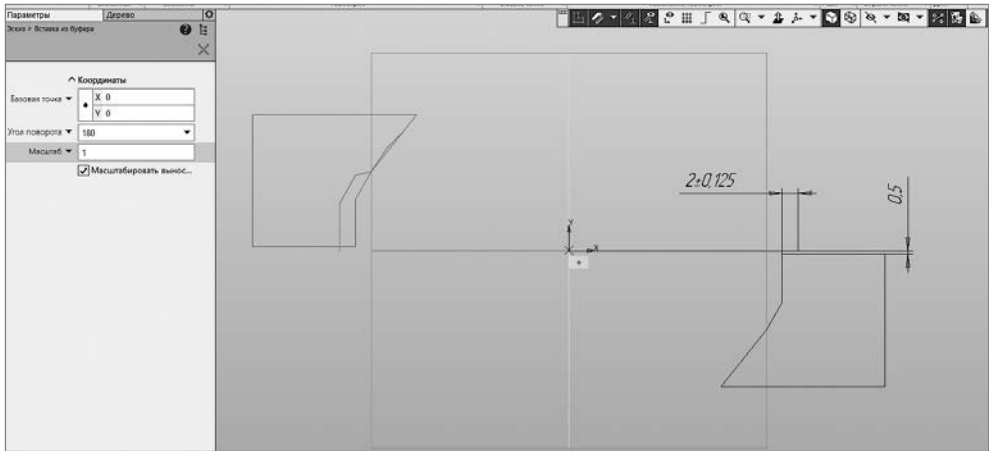 Параметры
Дерево
Эскиз ▸ Вставка из буфера
Координаты
Базовая точка
X 0
Y 0
Угол поворота
180
Масштаб
1
Масштабировать вынос...
2±0,125
0,5
Y
X